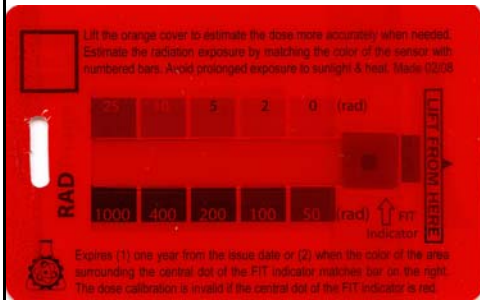 Lift the orange cover to estimate the dose more accurately when needed.
Estimate the radiation exposure by matching the color of the sensor with
numbered bars. Avoid prolonged exposure to sunlight & heat. Made 02/08
25 10 5 2 0 (rad)
LIFT FROM HERE
RAD
1000 400 200 100 50 (rad) FIT
Indicator
Expires (1) one year from the issue date or (2) when the color of the area
surrounding the central dot of the FIT indicator matches bar on the right.
The dose calibration is invalid if the central dot of the FIT indicator is red.